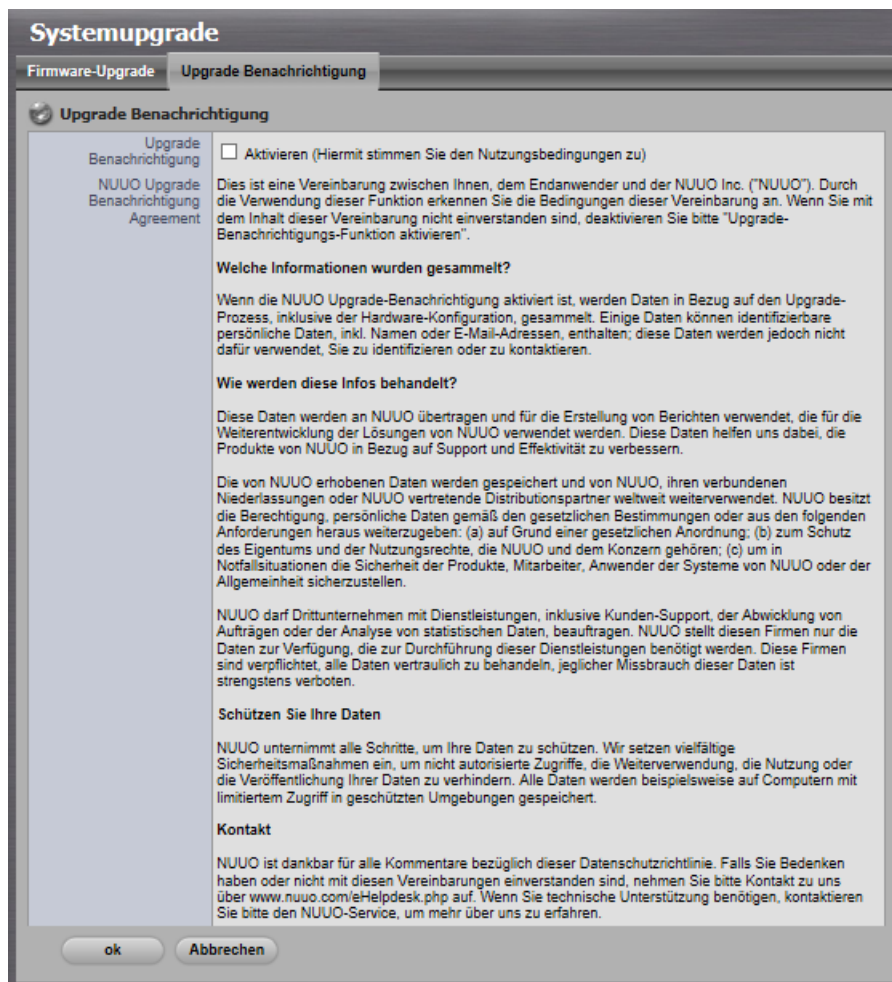 Systemupgrade
Firmware-Upgrade
Upgrade Benachrichtigung
Upgrade Benachrichtigung
Upgrade
Benachrichtigung
Aktivieren (Hiermit stimmen Sie den Nutzungsbedingungen zu)
NUUO Upgrade
Benachrichtigung
Agreement
Dies ist eine Vereinbarung zwischen Ihnen, dem Endanwender und der NUUO Inc. ("NUUO"). Durch
die Verwendung dieser Funktion erkennen Sie die Bedingungen dieser Vereinbarung an. Wenn Sie mit
dem Inhalt dieser Vereinbarung nicht einverstanden sind, deaktivieren Sie bitte "Upgrade-
Benachrichtigungs-Funktion aktivieren".
Welche Informationen wurden gesammelt?
Wenn die NUUO Upgrade-Benachrichtigung aktiviert ist, werden Daten in Bezug auf den Upgrade-
Prozess, inklusive der Hardware-Konfiguration, gesammelt. Einige Daten können identifizierbare
persönliche Daten, inkl. Namen oder E-Mail-Adressen, enthalten; diese Daten werden jedoch nicht
dafür verwendet, Sie zu identifizieren oder zu kontaktieren.
Wie werden diese Infos behandelt?
Diese Daten werden an NUUO übertragen und für die Erstellung von Berichten verwendet, die für die
Weiterentwicklung der Lösungen von NUUO verwendet werden. Diese Daten helfen uns dabei, die
Produkte von NUUO in Bezug auf Support und Effektivität zu verbessern.
Die von NUUO erhobenen Daten werden gespeichert und von NUUO, ihren verbundenen
Niederlassungen oder NUUO vertretende Distributionspartner weltweit weiterverwendet. NUUO besitzt
die Berechtigung, persönliche Daten gemäß den gesetzlichen Bestimmungen oder aus den folgenden
Anforderungen heraus weiterzugeben: (a) auf Grund einer gesetzlichen Anordnung; (b) zum Schutz
des Eigentums und der Nutzungsrechte, die NUUO und dem Konzern gehören; (c) um in
Notfallsituationen die Sicherheit der Produkte, Mitarbeiter, Anwender der Systeme von NUUO oder der
Allgemeinheit sicherzustellen.
NUUO darf Drittunternehmen mit Dienstleistungen, inklusive Kunden-Support, der Abwicklung von
Aufträgen oder der Analyse von statistischen Daten, beauftragen. NUUO stellt diesen Firmen nur die
Daten zur Verfügung, die zur Durchführung dieser Dienstleistungen benötigt werden. Diese Firmen
sind verpflichtet, alle Daten vertraulich zu behandeln, jeglicher Missbrauch dieser Daten ist
strengstens verboten.
Schützen Sie Ihre Daten
NUUO unternimmt alle Schritte, um Ihre Daten zu schützen. Wir setzen vielfältige
Sicherheitsmaßnahmen ein, um nicht autorisierte Zugriffe, die Weiterverwendung, die Nutzung oder
die Veröffentlichung Ihrer Daten zu verhindern. Alle Daten werden beispielsweise auf Computern mit
limitiertem Zugriff in geschützten Umgebungen gespeichert.
Kontakt
NUUO ist dankbar für alle Kommentare bezüglich dieser Datenschutzrichtlinie. Falls Sie Bedenken
haben oder nicht mit diesen Vereinbarungen einverstanden sind, nehmen Sie bitte Kontakt zu uns
über www.nuuo.com/eHelpdesk.php auf. Wenn Sie technische Unterstützung benötigen, kontaktieren
Sie bitte den NUUO-Service, um mehr über uns zu erfahren.
ok
Abbrechen